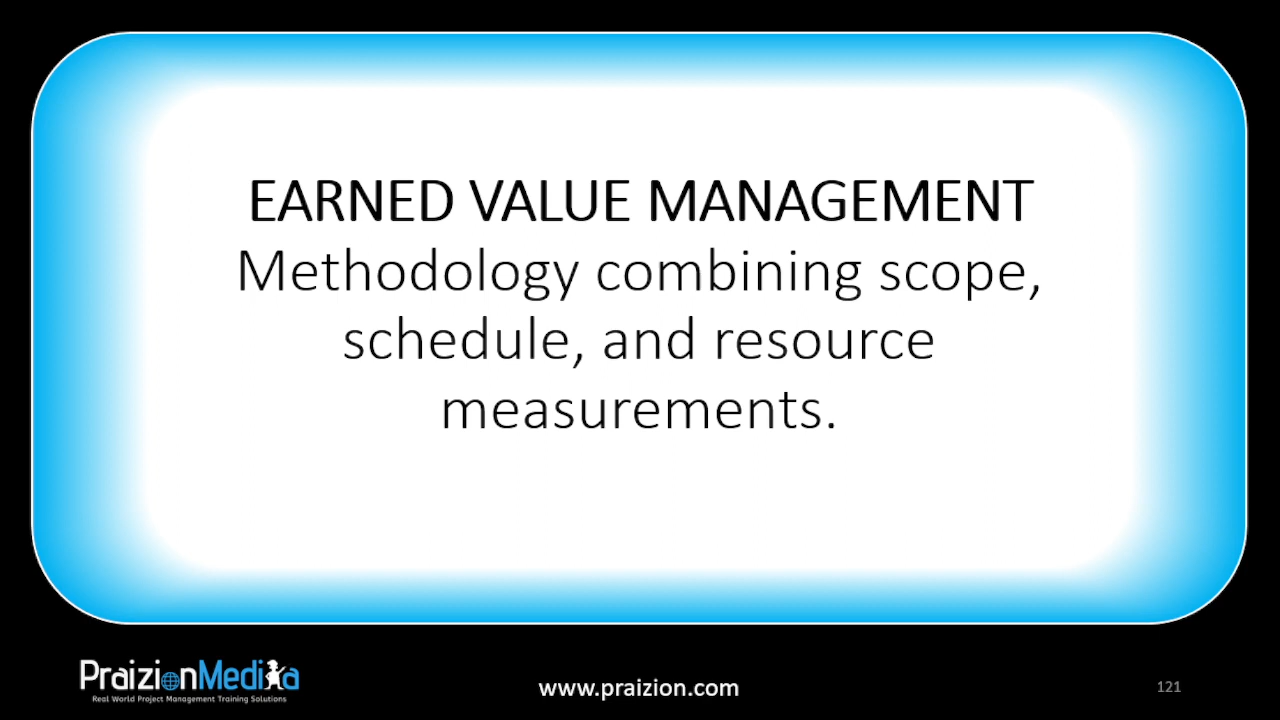 EARNED VALUE MANAGEMENT
Methodology combining scope,
schedule, and resource
measurements.
PraizionMedia
Real World Project Management Training Solutions
www.praizion.com
121